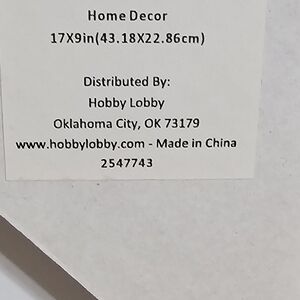 Home Decor
17X9in(43.18X22.86cm)
Distributed By:
Hobby Lobby
Oklahoma City, OK 73179
www.hobbylobby.com - Made in China
2547743